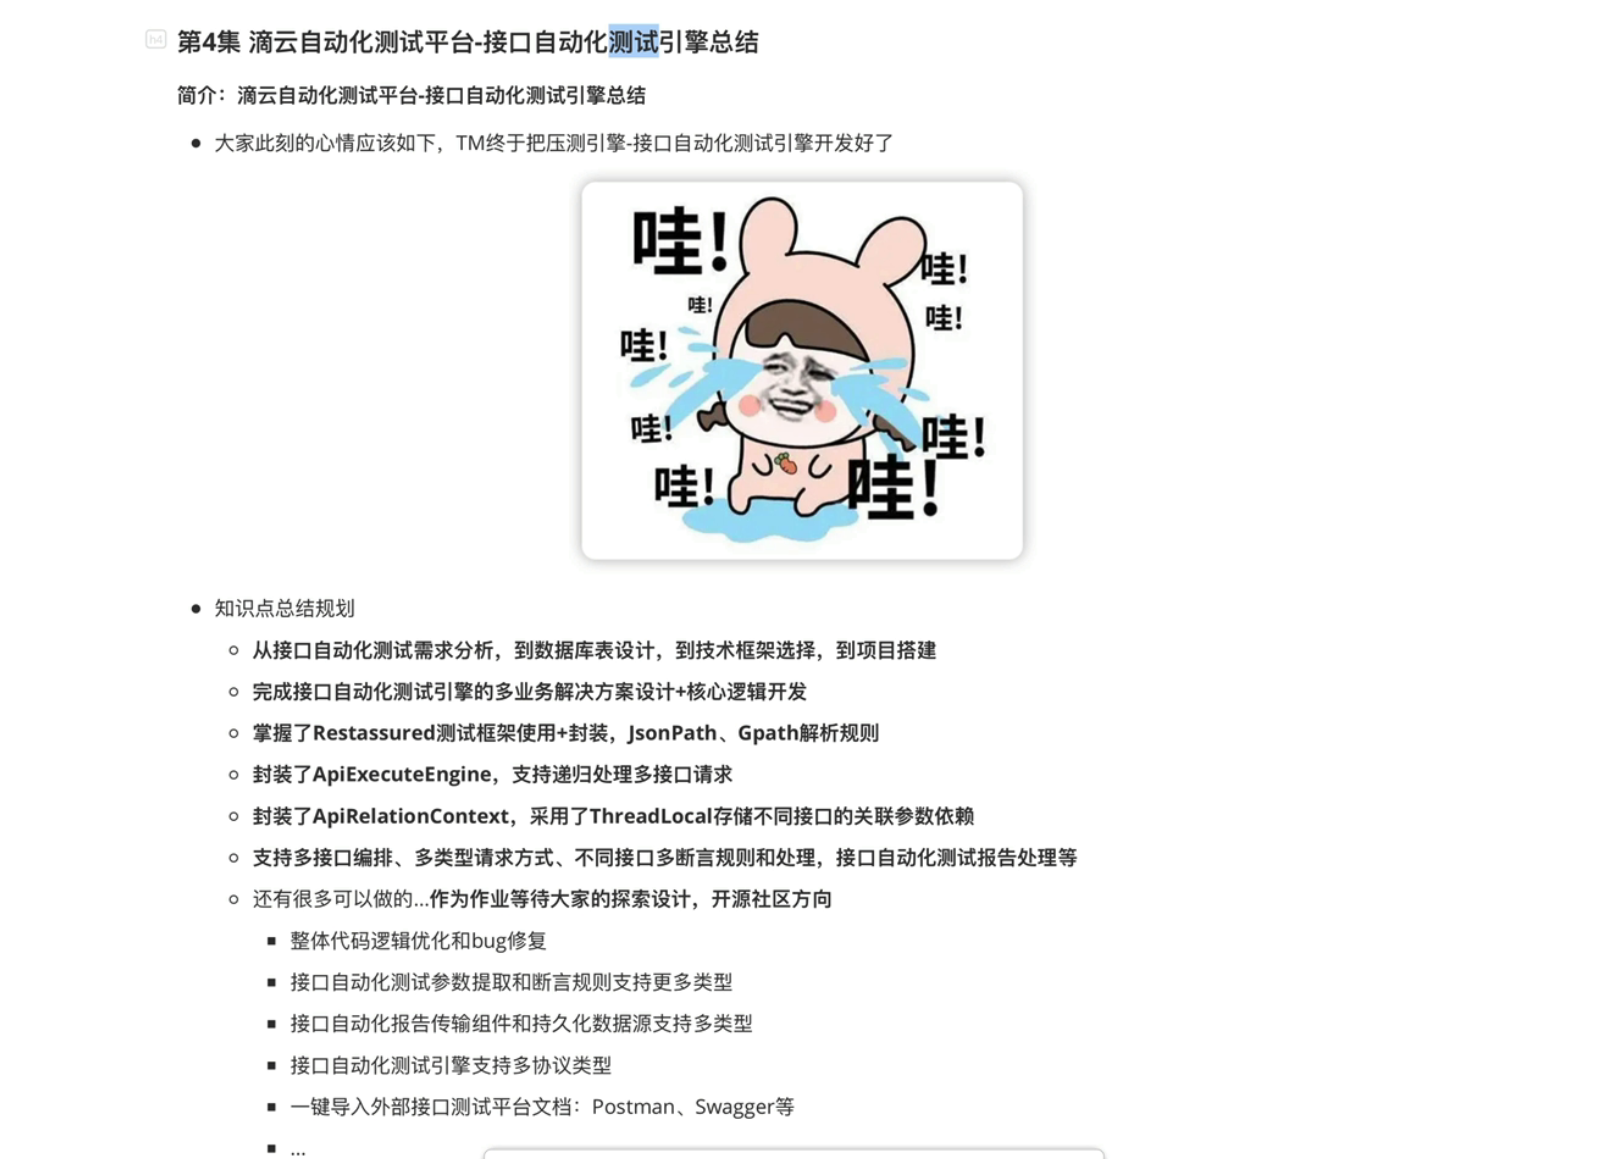 h4
第4集 滴云自动化测试平台-接口自动化测试引擎总结
简介：滴云自动化测试平台-接口自动化测试引擎总结
大家此刻的心情应该如下，TM终于把压测引擎-接口自动化测试引擎开发好了
哇!
哇!
哇!
哇!
哇!
哇!
哇!
哇!
哇!
知识点总结规划
从接口自动化测试需求分析，到数据库表设计，到技术框架选择，到项目搭建
完成接口自动化测试引擎的多业务解决方案设计+核心逻辑开发
掌握了Restassured测试框架使用+封装，JsonPath、Gpath解析规则
封装了ApiExecuteEngine，支持递归处理多接口请求
封装了ApiRelationContext，采用了ThreadLocal存储不同接口的关联参数依赖
支持多接口编排、多类型请求方式、不同接口多断言规则和处理，接口自动化测试报告处理等
还有很多可以做的...作为作业等待大家的探索设计，开源社区方向
整体代码逻辑优化和bug修复
接口自动化测试参数提取和断言规则支持更多类型
接口自动化报告传输组件和持久化数据源支持多类型
接口自动化测试引擎支持多协议类型
一键导入外部接口测试平台文档：Postman、Swagger等
...